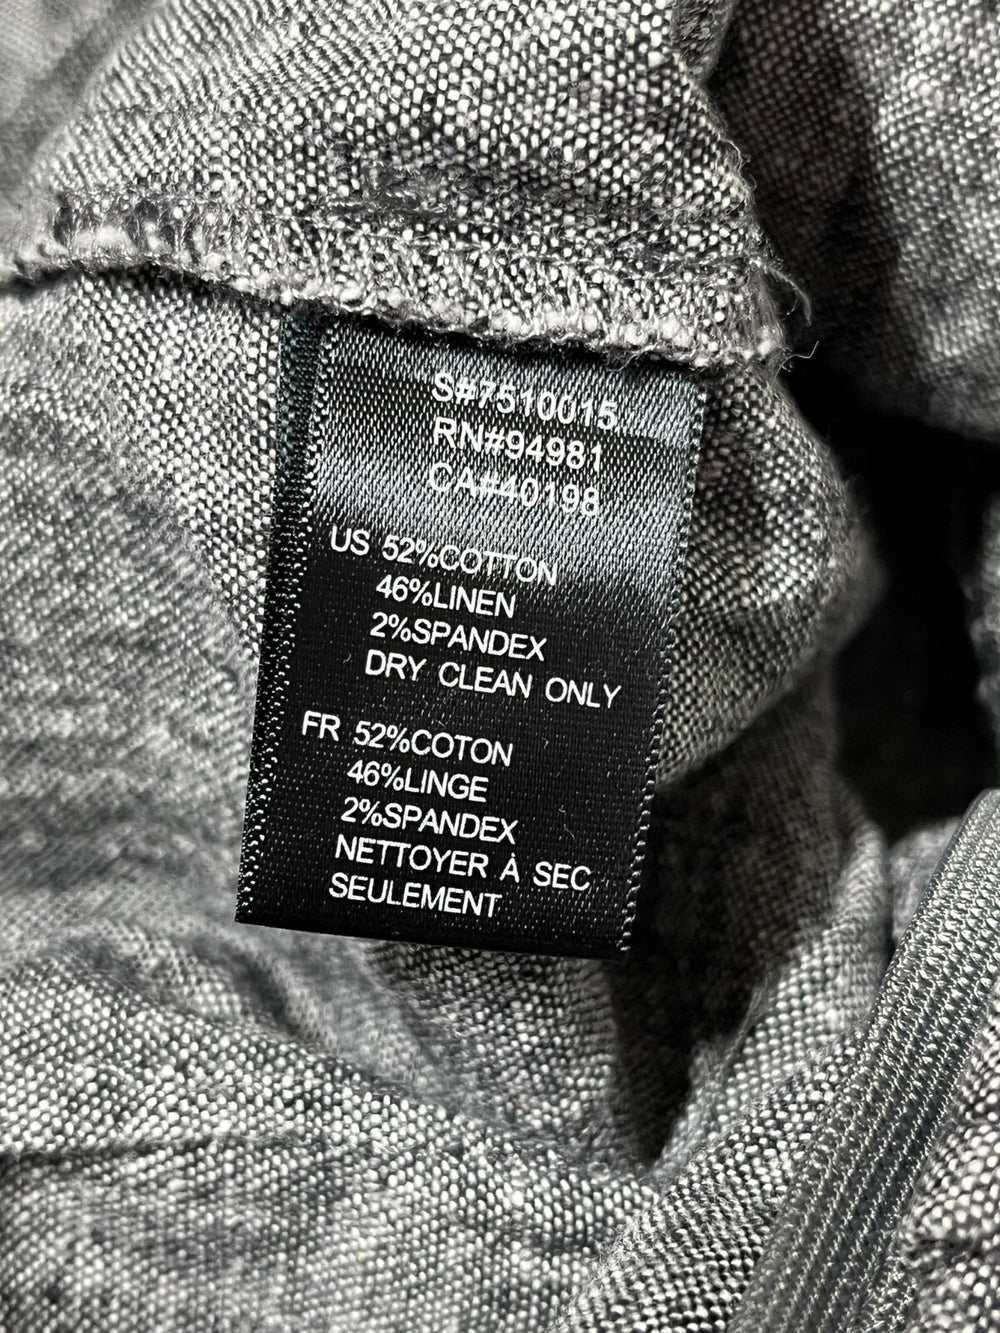 S#7510015
RN#94981
CA#40198
US 52%COTTON
46%LINEN
2%SPANDEX
DRY CLEAN ONLY
FR 52%COTON
46%LINGE
2%SPANDEX
NETTOYER À SEC
SEULEMENT